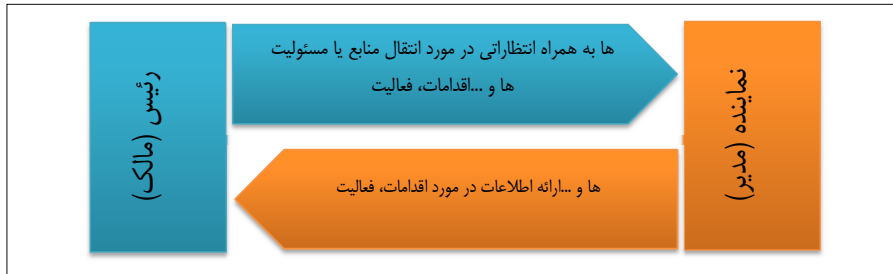 رئیس (مالک)
ها به همراه انتظاراتی در مورد انتقال منابع یا مسئولیت
ها و ...اقدامات، فعالیت
نماینده (مدیر)
ها و ...ارائه اطلاعات در مورد اقدامات، فعالیت